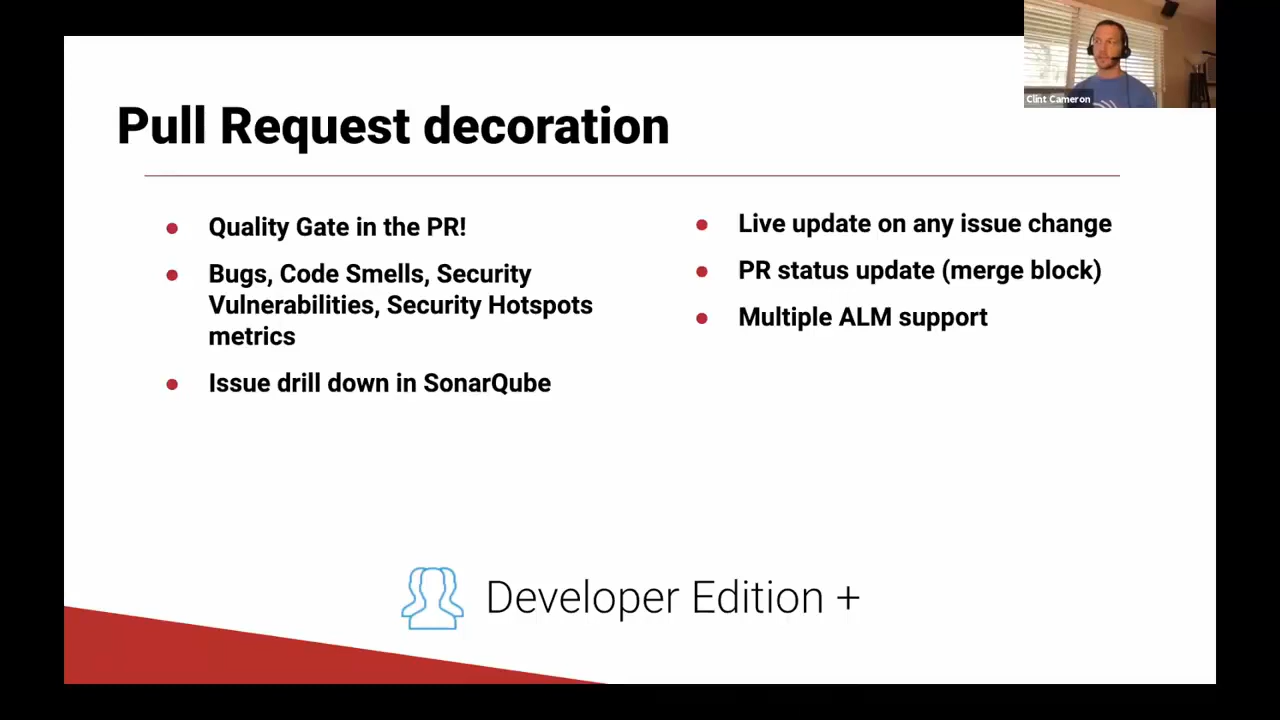 Clint Cameron
Pull Request decoration
Quality Gate in the PR!
Bugs, Code Smells, Security
Vulnerabilities, Security Hotspots
metrics
Issue drill down in SonarQube
Live update on any issue change
PR status update (merge block)
Multiple ALM support
Developer Edition +